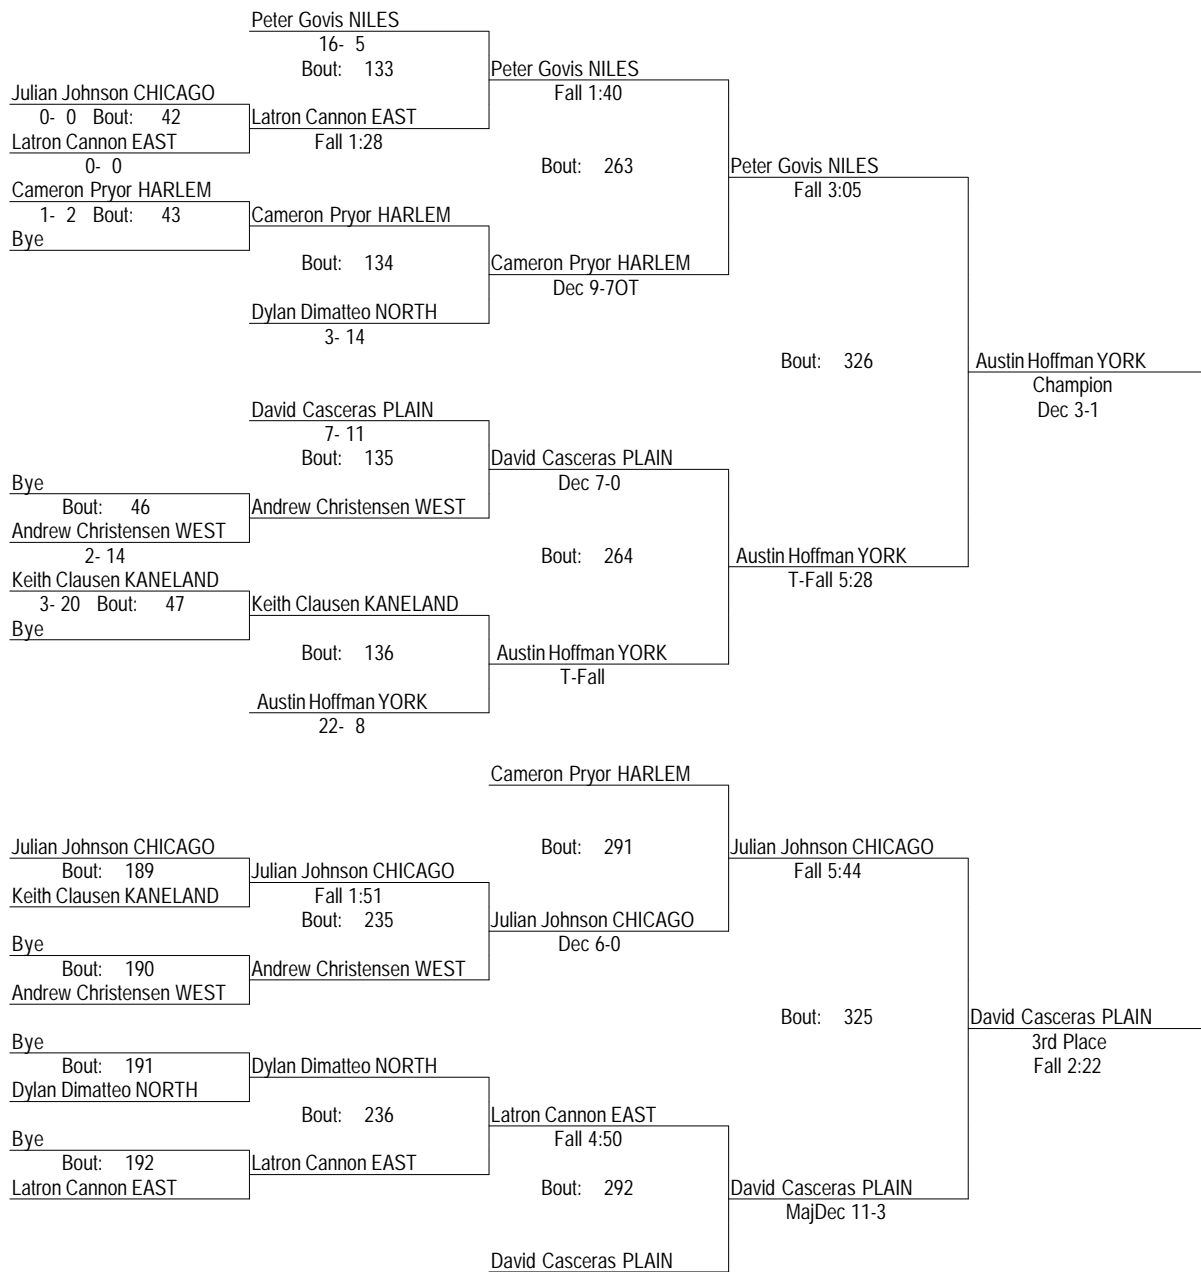 Peter Govis NILES
16- 5
Bout: 133
Peter Govis NILES
Julian Johnson CHICAGO
Fall 1:40
0- 0 Bout: 42
Latron Cannon EAST
Latron Cannon EAST
Fall 1:28
0- 0
Bout: 263
Peter Govis NILES
Cameron Pryor HARLEM
Fall 3:05
1- 2 Bout: 43
Cameron Pryor HARLEM
Bye
Bout: 134
Cameron Pryor HARLEM
Dec 9-7OT
Dylan Dimatteo NORTH
3- 14
Bout: 326
Austin Hoffman YORK
Champion
Dec 3-1
David Casceras PLAIN
7- 11
Bout: 135
David Casceras PLAIN
Bye
Dec 7-0
Bout: 46
Andrew Christensen WEST
Andrew Christensen WEST
2- 14
Bout: 264
Austin Hoffman YORK
Keith Clausen KANELAND
T-Fall 5:28
3- 20 Bout: 47
Keith Clausen KANELAND
Bye
Bout: 136
Austin Hoffman YORK
T-Fall
Austin Hoffman YORK
22- 8
Cameron Pryor HARLEM
Julian Johnson CHICAGO
Bout: 291
Julian Johnson CHICAGO
Bout: 189
Julian Johnson CHICAGO
Fall 5:44
Keith Clausen KANELAND
Fall 1:51
Bout: 235
Julian Johnson CHICAGO
Bye
Dec 6-0
Bout: 190
Andrew Christensen WEST
Andrew Christensen WEST
Bout: 325
David Casceras PLAIN
Bye
3rd Place
Bout: 191
Dylan Dimatteo NORTH
Fall 2:22
Dylan Dimatteo NORTH
Bout: 236
Latron Cannon EAST
Bye
Fall 4:50
Bout: 192
Latron Cannon EAST
Latron Cannon EAST
Bout: 292
David Casceras PLAIN
MajDec 11-3
David Casceras PLAIN